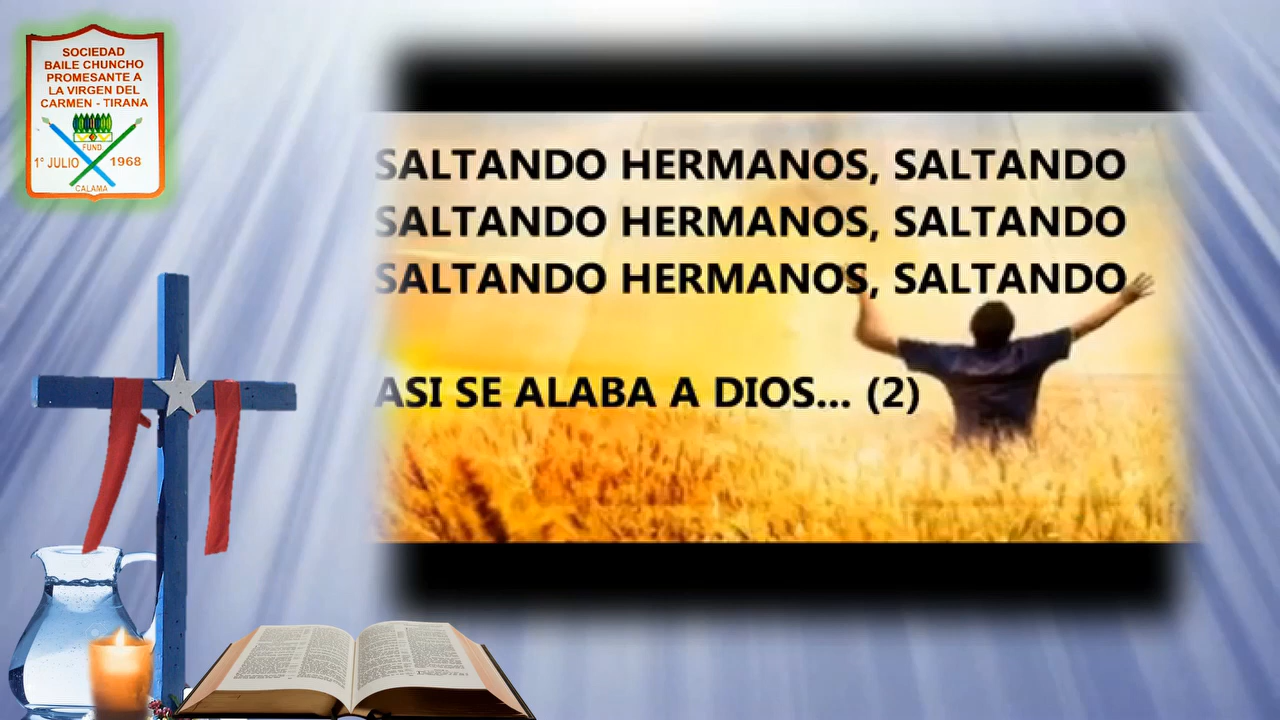 SOCIEDAD
BAILE CHUNCHO
PROMESANTE A
LA VIRGEN DEL
CARMEN - TIRANA
FUND
1° JULIO 1968
CALAMA
SALTANDO HERMANOS, SALTANDO
SALTANDO HERMANOS, SALTANDO
SALTANDO HERMANOS, SALTANDO
ASI SE ALABA A DIOS... (2)